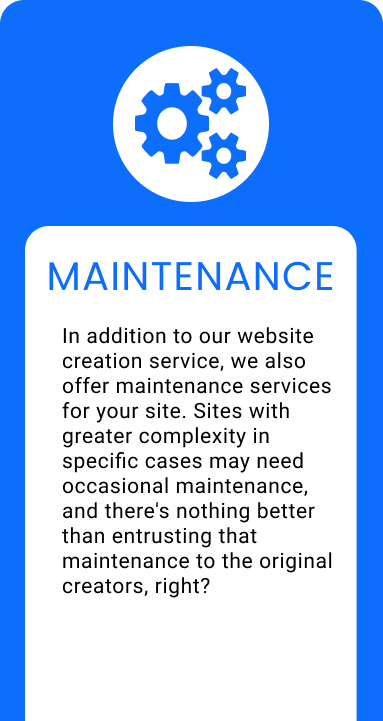 MAINTENANCE
In addition to our website
creation service, we also
offer maintenance services
for your site. Sites with
greater complexity in
specific cases may need
occasional maintenance,
and there's nothing better
than entrusting that
maintenance to the original
creators, right?